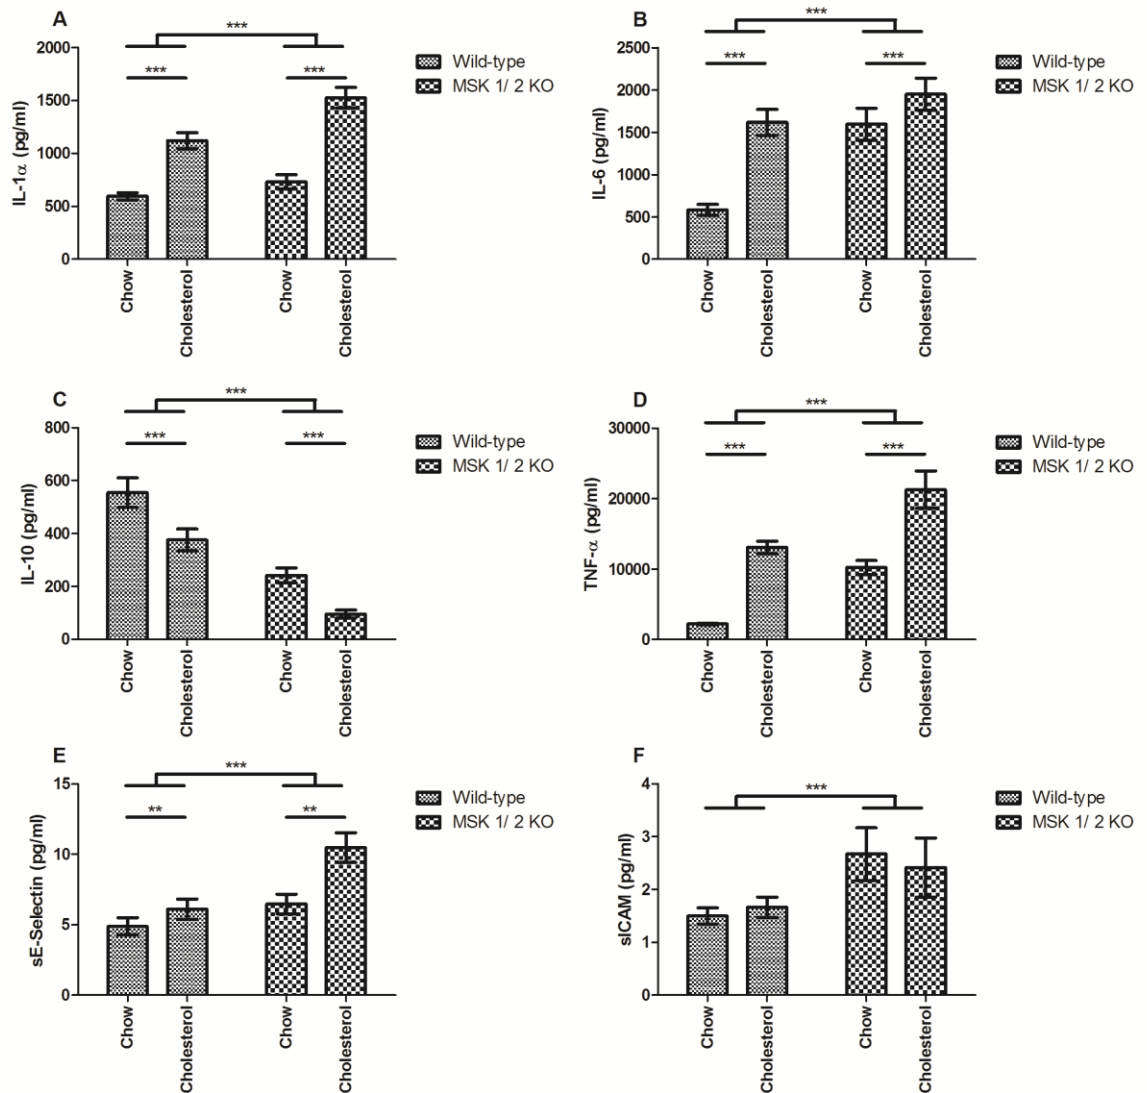 A
***
2000
Wild-type
***
***
MSK 1/ 2 KO
1500
IL-1α (pg/ml)
1000
500
0
Chow
Cholesterol
Chow
Cholesterol
B
***
2500
Wild-type
***
***
MSK 1/ 2 KO
2000
IL-6 (pg/ml)
1500
1000
500
0
Chow
Cholesterol
Chow
Cholesterol
C
***
800
Wild-type
***
***
MSK 1/ 2 KO
600
IL-10 (pg/ml)
400
200
0
Chow
Cholesterol
Chow
Cholesterol
D
***
30000
Wild-type
***
***
MSK 1/ 2 KO
20000
TNF-α (pg/ml)
10000
0
Chow
Cholesterol
Chow
Cholesterol
E
***
15
Wild-type
**
**
MSK 1/ 2 KO
10
sE-Selectin (pg/ml)
5
0
Chow
Cholesterol
Chow
Cholesterol
F
***
4
Wild-type
MSK 1/ 2 KO
3
sICAM (pg/ml)
2
1
0
Chow
Cholesterol
Chow
Cholesterol